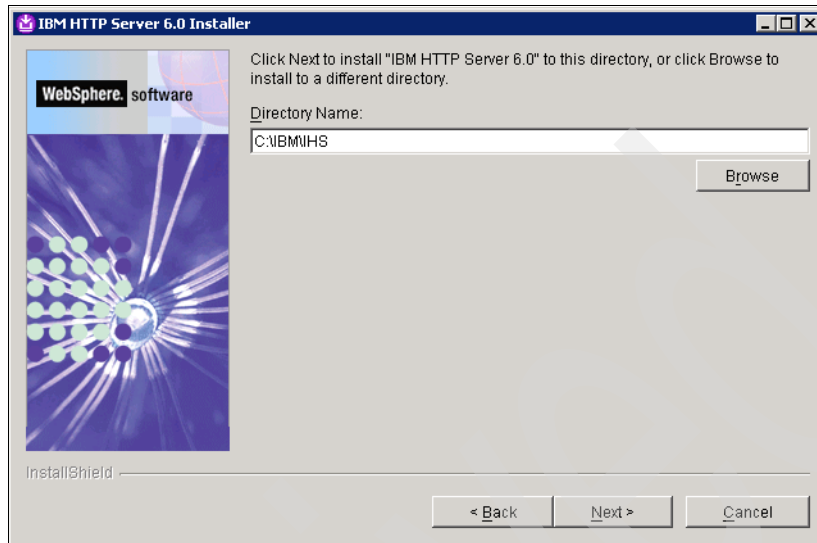 IBM HTTP Server 6.0 Installer
WebSphere. software
Click Next to install "IBM HTTP Server 6.0" to this directory, or click Browse to
install to a different directory.
Directory Name:
C:\IBM\IHS
Browse
InstallShield
< Back
Next >
Cancel